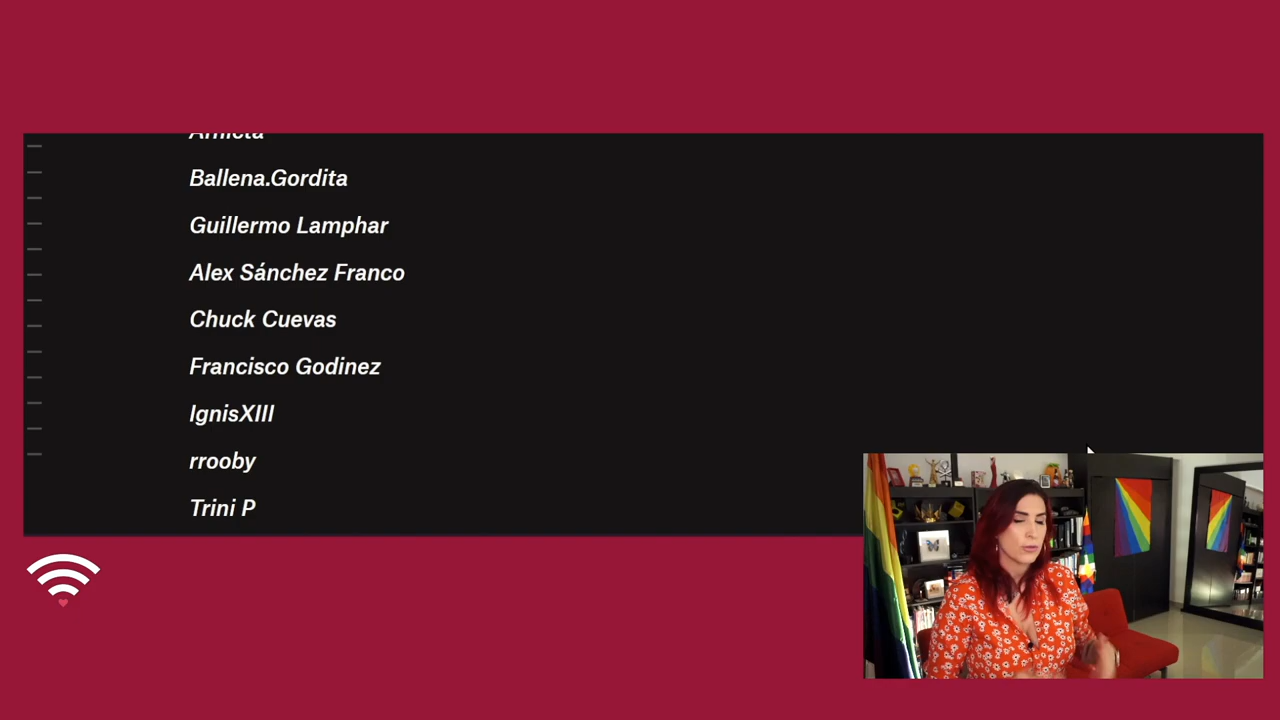 Ballena.Gordita
Guillermo Lamphar
Alex Sánchez Franco
Chuck Cuevas
Francisco Godinez
IgnisXIII
rrooby
Trini P